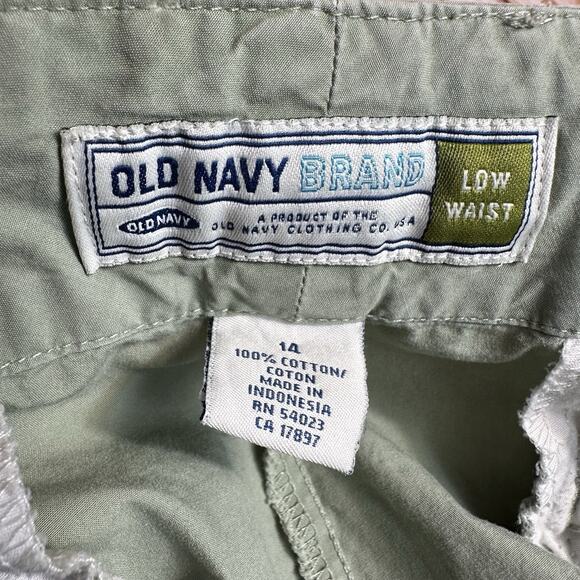 OLD NAVY BRAND
OLD NAVY
A PRODUCT OF THE
OLD NAVY CLOTHING CO. USA
LOW
WAIST
14
100% COTTON/
COTON
MADE IN
INDONESIA
RN 54023
CA 17897